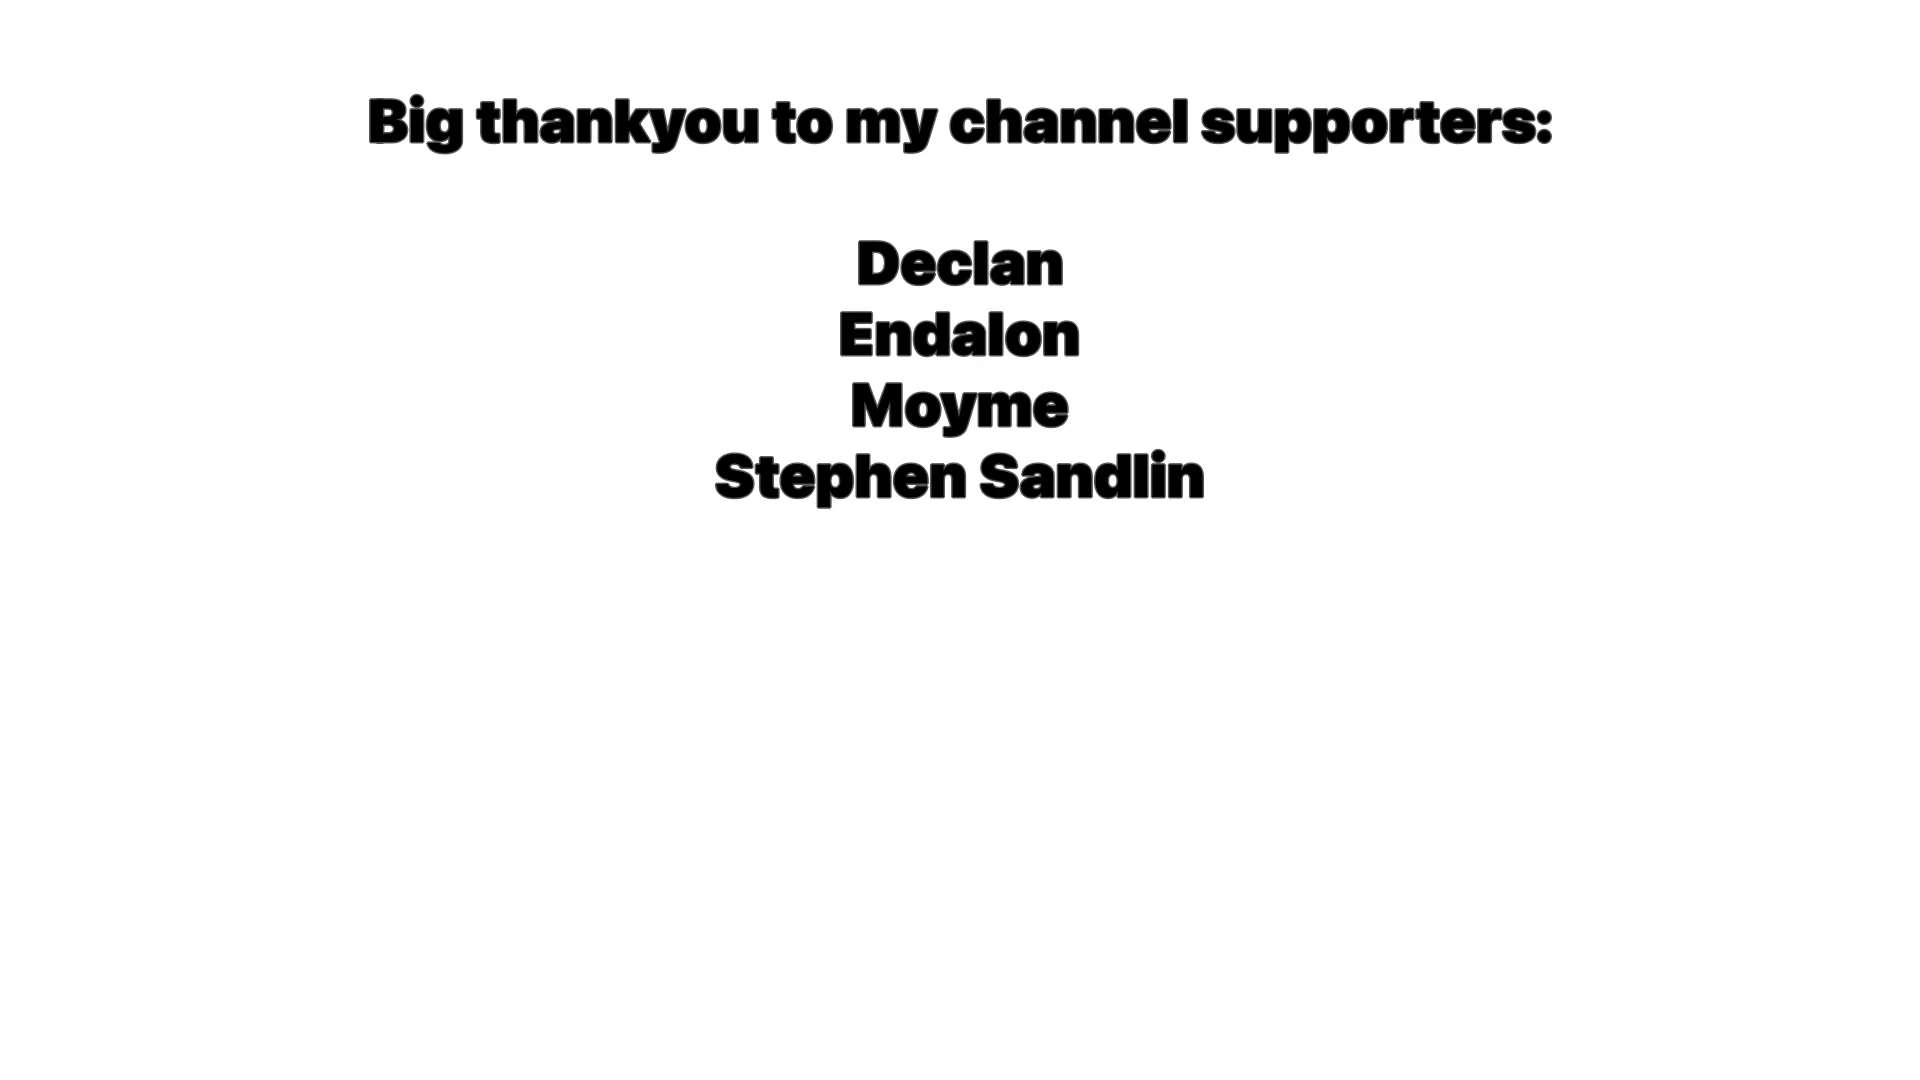 Big thankyou to my channel supporters:
Declan
Endalon
Moyme
Stephen Sandlin